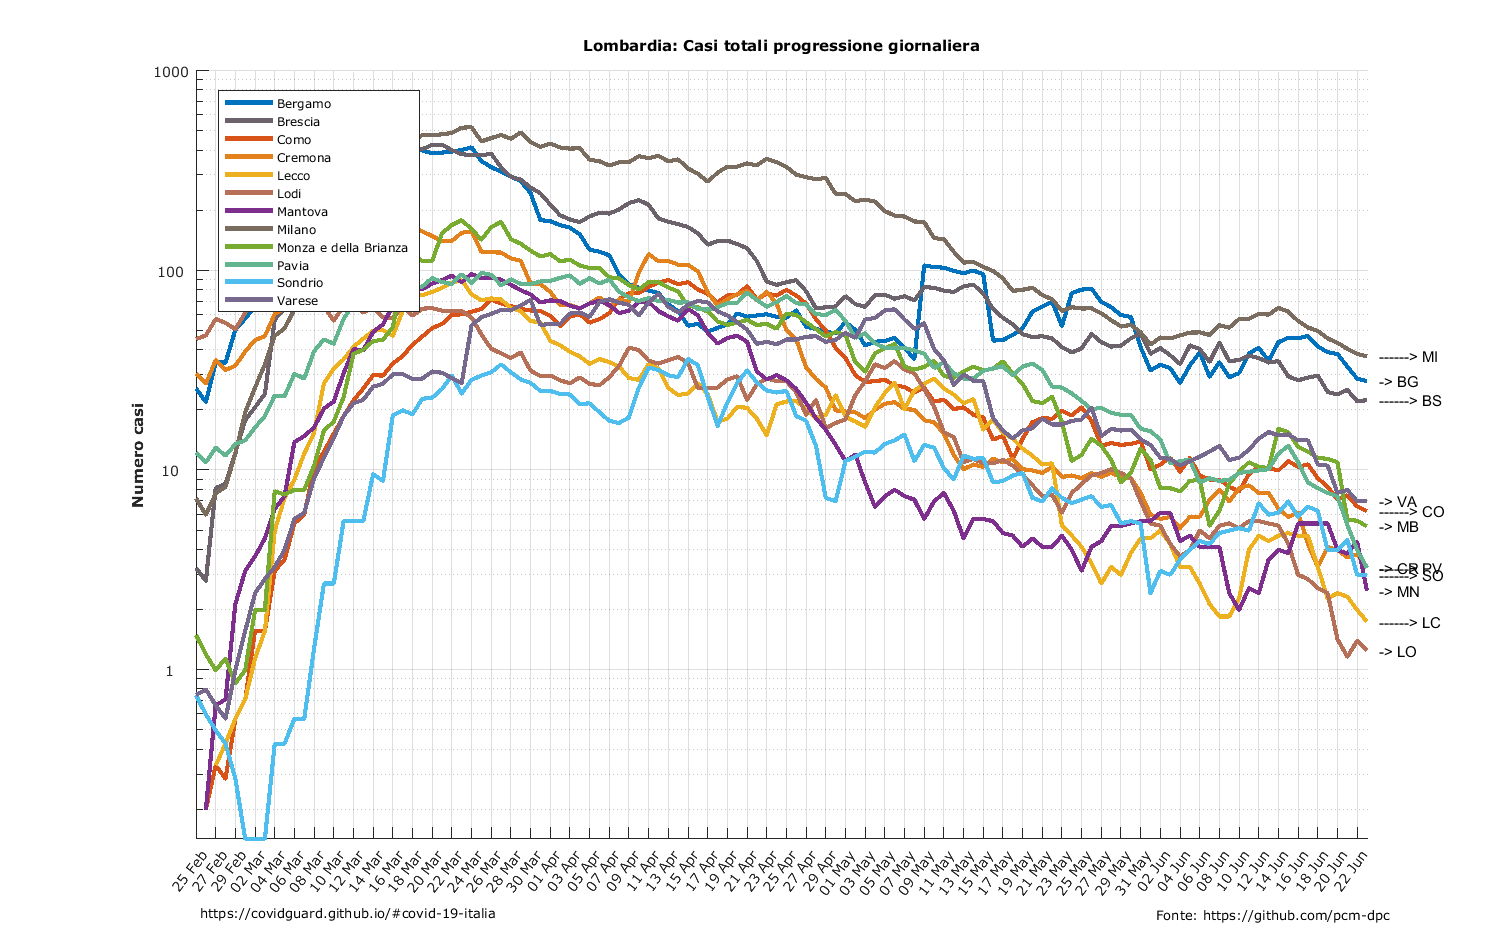 Lombardia: Casi totali progressione giornaliera
1000
100
10
1
Numero casi
Bergamo
Brescia
Como
Cremona
Lecco
Lodi
Mantova
Milano
Monza e della Brianza
Pavia
Sondrio
Varese
------> MI
-> BG
------> BS
-> VA
------> CO
-> MB
-> CR
------> PV
------> SO
-> MN
------> LC
-> LO
25 Feb
27 Feb
29 Feb
02 Mar
04 Mar
06 Mar
08 Mar
10 Mar
12 Mar
14 Mar
16 Mar
18 Mar
20 Mar
22 Mar
24 Mar
26 Mar
28 Mar
30 Mar
01 Apr
03 Apr
05 Apr
07 Apr
09 Apr
11 Apr
13 Apr
15 Apr
17 Apr
19 Apr
21 Apr
23 Apr
25 Apr
27 Apr
29 Apr
01 May
03 May
05 May
07 May
09 May
11 May
13 May
15 May
17 May
19 May
21 May
23 May
25 May
27 May
29 May
31 May
02 Jun
04 Jun
06 Jun
08 Jun
10 Jun
12 Jun
14 Jun
16 Jun
18 Jun
20 Jun
22 Jun
https://covidguard.github.io/#covid-19-italia
Fonte: https://github.com/pcm-dpc